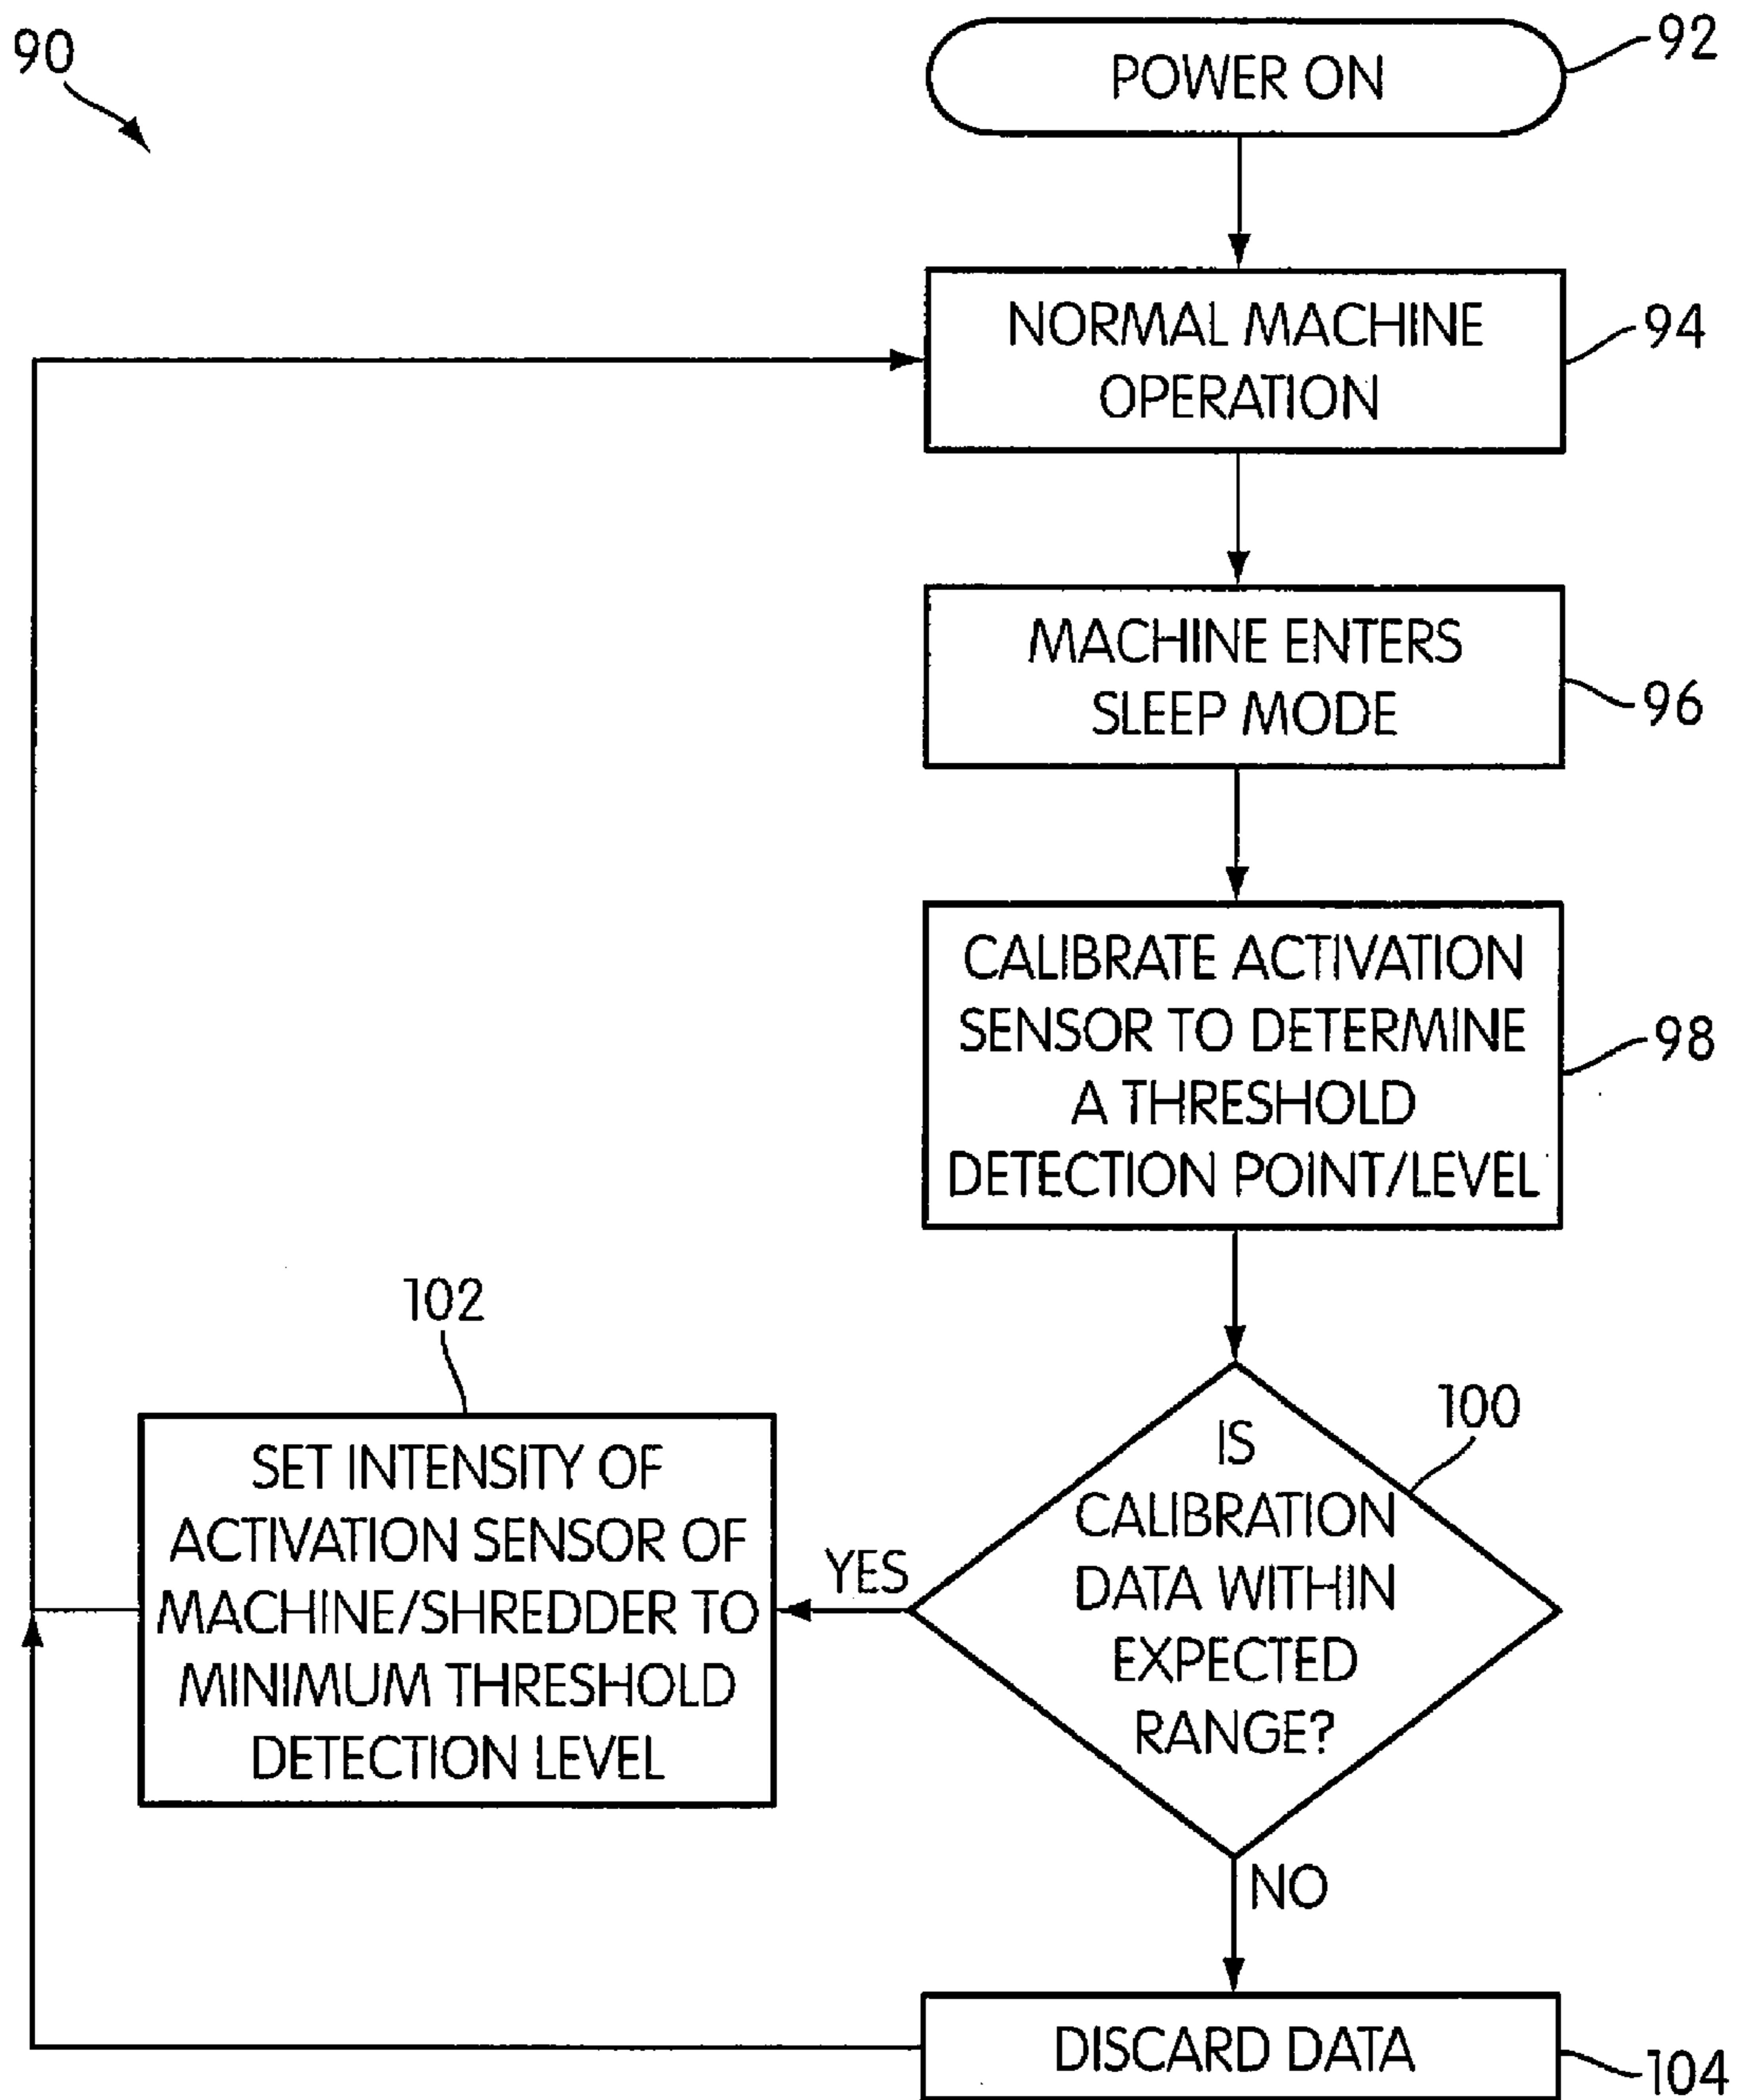 90
POWER ON
92
NORMAL MACHINE
OPERATION
94
MACHINE ENTERS
SLEEP MODE
96
CALIBRATE ACTIVATION
SENSOR TO DETERMINE
A THRESHOLD
DETECTION POINT/LEVEL
98
IS
CALIBRATION
DATA WITHIN
EXPECTED
RANGE?
100
YES
102
SET INTENSITY OF
ACTIVATION SENSOR OF
MACHINE/SHREDDER TO
MINIMUM THRESHOLD
DETECTION LEVEL
NO
DISCARD DATA
104